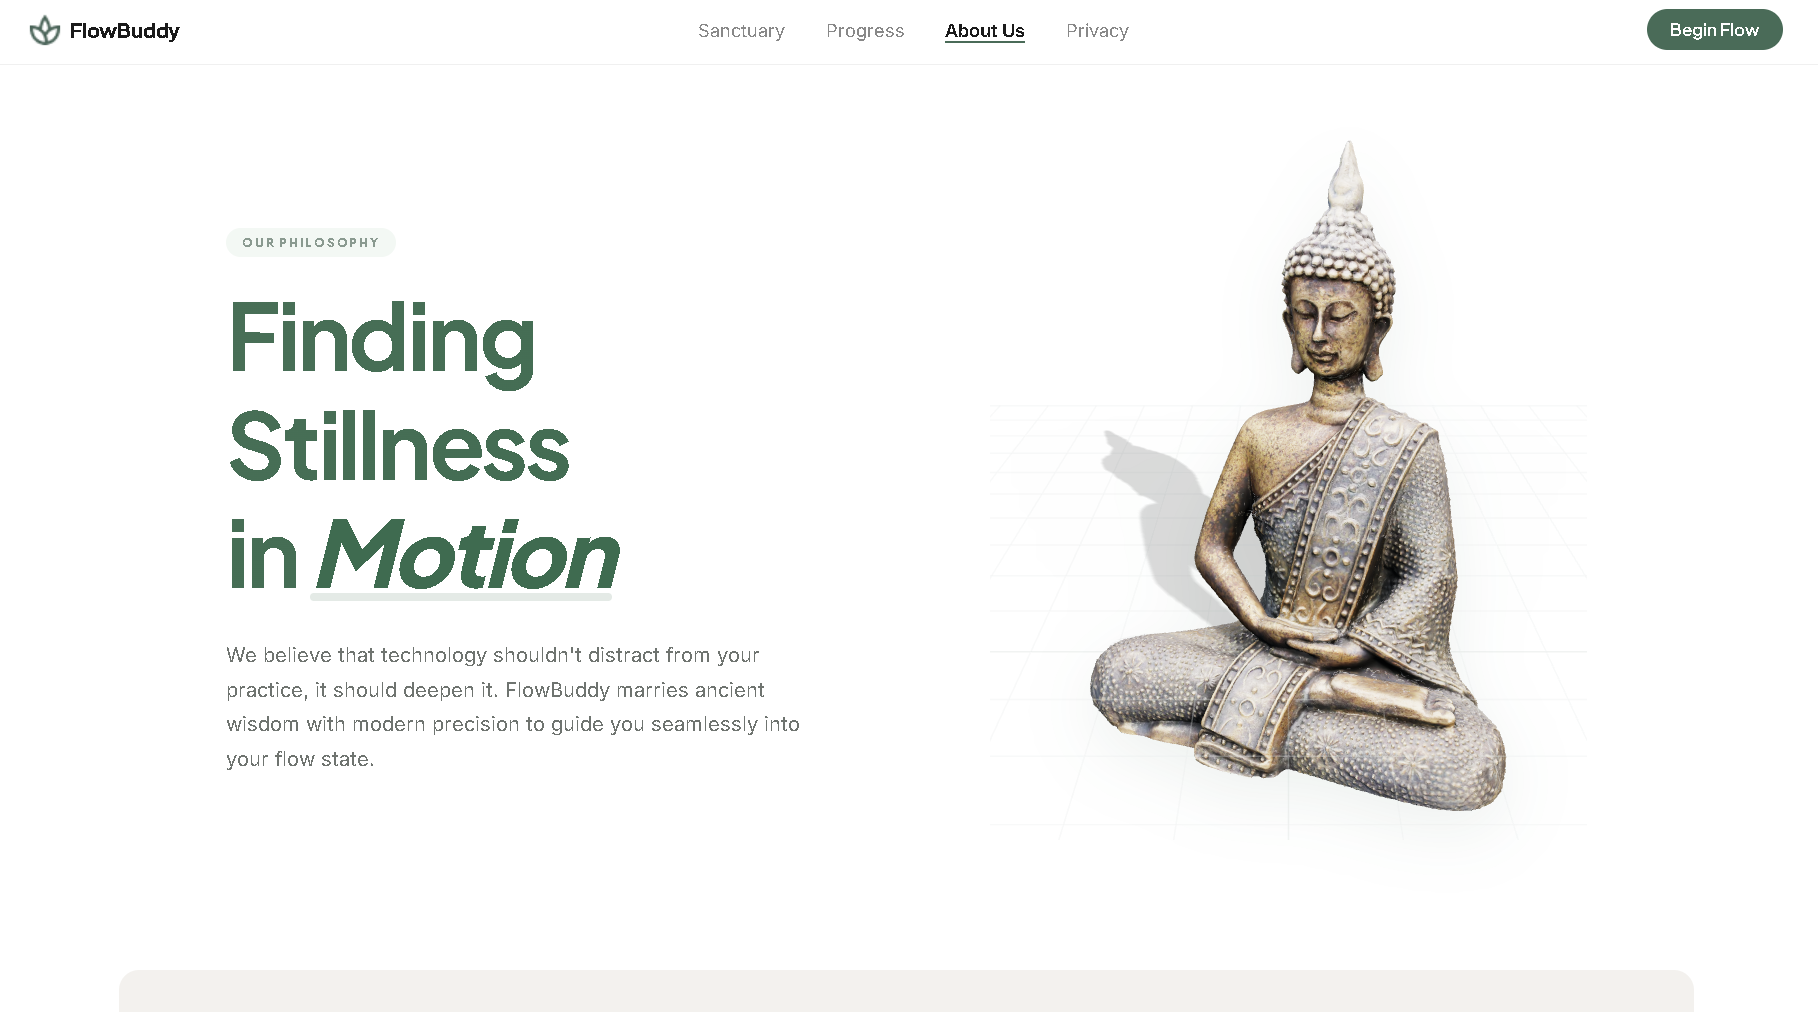 FlowBuddy
Sanctuary
Progress
About Us
Privacy
Begin Flow
OUR PHILOSOPHY
Finding
Stillness
in Motion
We believe that technology shouldn't distract from your
practice, it should deepen it. FlowBuddy marries ancient
wisdom with modern precision to guide you seamlessly into
your flow state.